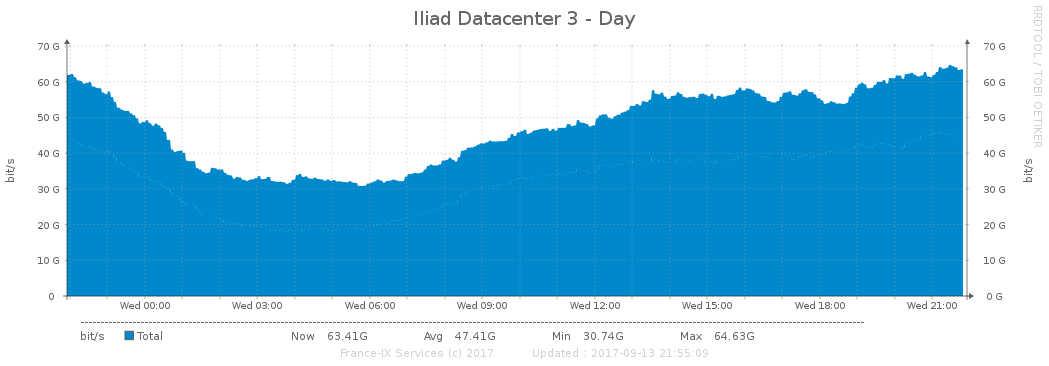 Iliad Datacenter 3 - Day
RRDTOOL / TOBI OETIKER
70 G 70 G
60 G 60 G
50 G 50 G
40 G 40 G
30 G 30 G
20 G 20 G
10 G 10 G
0 0 G
bit/s bit/s
Wed 00:00 Wed 03:00 Wed 06:00 Wed 09:00 Wed 12:00 Wed 15:00 Wed 18:00 Wed 21:00
bit/s Total Now 63.41G Avg 47.41G Min 30.74G Max 64.63G
France-IX Services (c) 2017 Updated : 2017-09-13 21:55:09